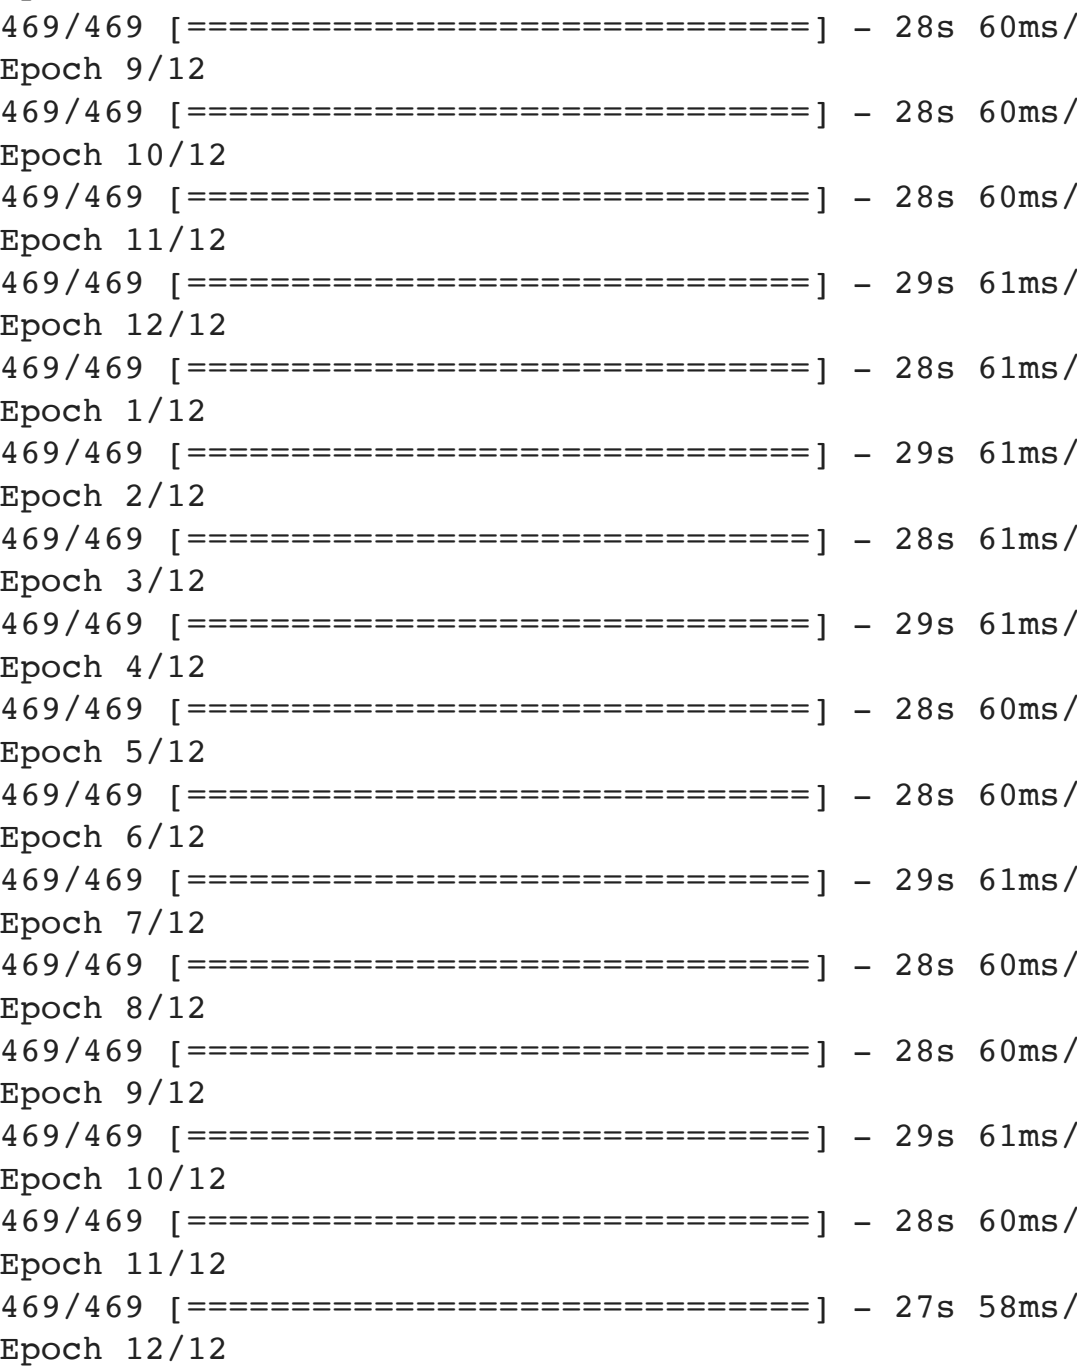 469/469 [==============================] - 28s 60ms/
Epoch 9/12
469/469 [==============================] - 28s 60ms/
Epoch 10/12
469/469 [==============================] - 28s 60ms/
Epoch 11/12
469/469 [==============================] - 29s 61ms/
Epoch 12/12
469/469 [==============================] - 28s 61ms/
Epoch 1/12
469/469 [==============================] - 29s 61ms/
Epoch 2/12
469/469 [==============================] - 28s 61ms/
Epoch 3/12
469/469 [==============================] - 29s 61ms/
Epoch 4/12
469/469 [==============================] - 28s 60ms/
Epoch 5/12
469/469 [==============================] - 28s 60ms/
Epoch 6/12
469/469 [==============================] - 29s 61ms/
Epoch 7/12
469/469 [==============================] - 28s 60ms/
Epoch 8/12
469/469 [==============================] - 28s 60ms/
Epoch 9/12
469/469 [==============================] - 29s 61ms/
Epoch 10/12
469/469 [==============================] - 28s 60ms/
Epoch 11/12
469/469 [==============================] - 27s 58ms/
Epoch 12/12